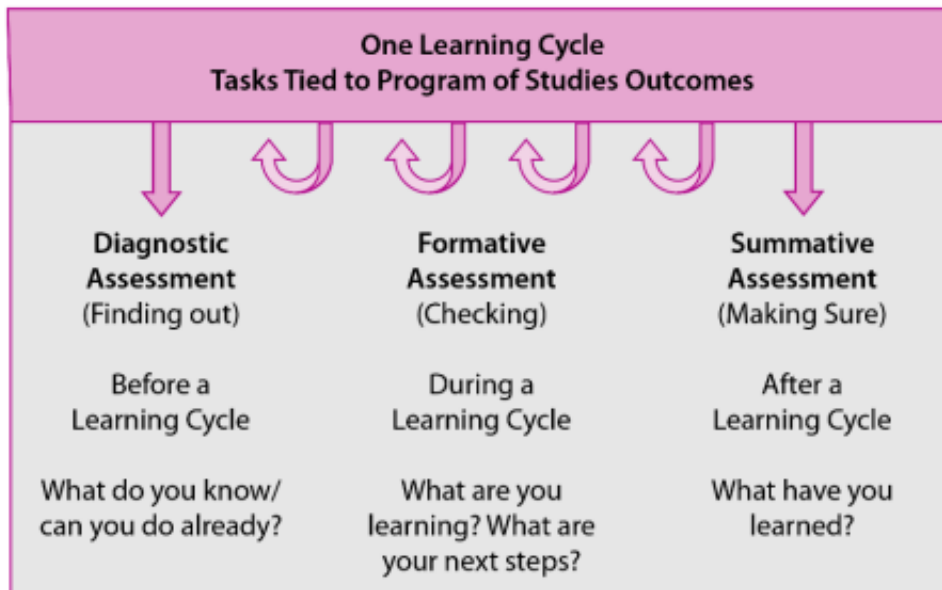 One Learning Cycle
Tasks Tied to Program of Studies Outcomes
Diagnostic
Assessment
(Finding out)
Before a
Learning Cycle
What do you know/
can you do already?
Formative
Assessment
(Checking)
During a
Learning Cycle
What are you
learning? What are
your next steps?
Summative
Assessment
(Making Sure)
After a
Learning Cycle
What have you
learned?